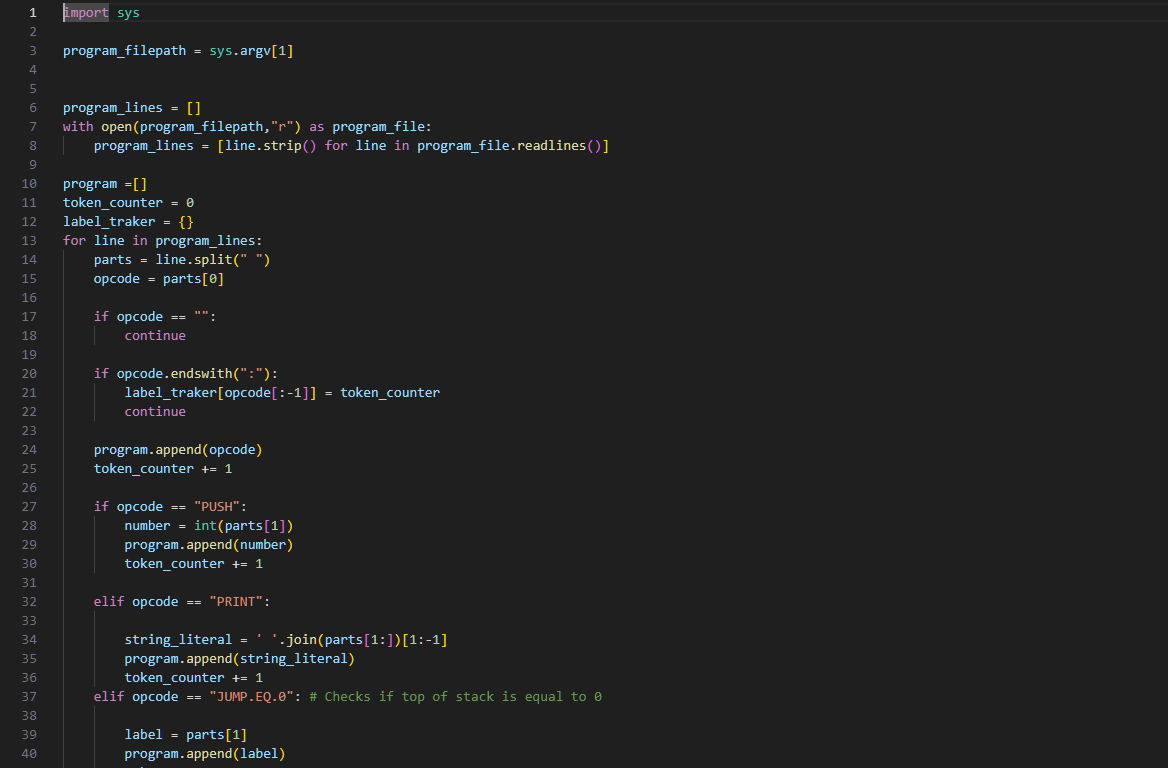 1 import sys
2
3 program_filepath = sys.argv[1]
4
5
6 program_lines = []
7 with open(program_filepath,"r") as program_file:
8     program_lines = [line.strip() for line in program_file.readlines()]
9
10 program =[]
11 token_counter = 0
12 label_traker = {}
13 for line in program_lines:
14     parts = line.split(" ")
15     opcode = parts[0]
16
17     if opcode == "":
18         continue
19
20     if opcode.endswith(":"):
21         label_traker[opcode[:-1]] = token_counter
22         continue
23
24     program.append(opcode)
25     token_counter += 1
26
27     if opcode == "PUSH":
28         number = int(parts[1])
29         program.append(number)
30         token_counter += 1
31
32     elif opcode == "PRINT":
33
34         string_literal = ' '.join(parts[1:])[1:-1]
35         program.append(string_literal)
36         token_counter += 1
37     elif opcode == "JUMP.EQ.0": # Checks if top of stack is equal to 0
38
39         label = parts[1]
40         program.append(label)